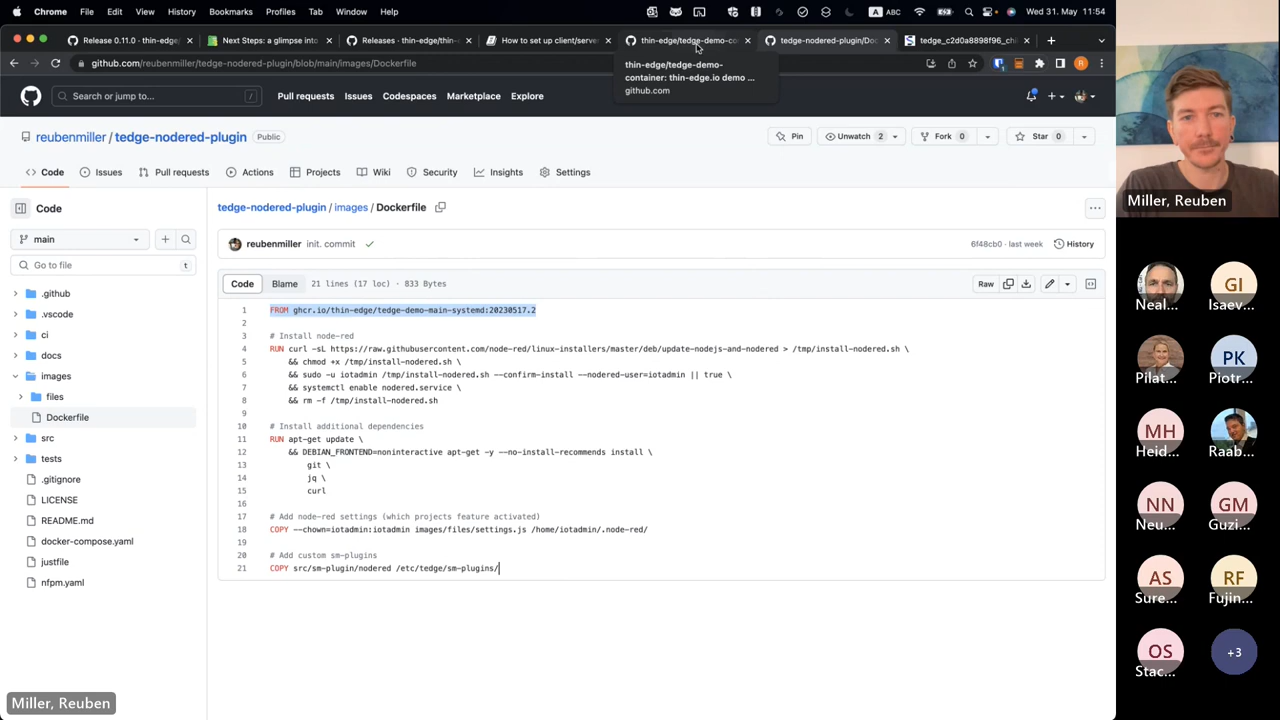 Chrome File Edit View History Bookmarks Profiles Tab Window Help
A ABC Wed 31. May 11:54
Release 0.11.0 · thin-edge/thin-
Next Steps: a glimpse into
Releases · thin-edge/thin-
How to set up client/server
thin-edge/tedge-demo-co
tedge-nodered-plugin/Doc
tedge_c2d0a8898f96_chi
github.com/reubenmiller/tedge-nodered-plugin/blob/main/images/Dockerfile
thin-edge/tedge-demo-
container: thin-edge.io demo ...
github.com
Search or jump to... /
Pull requests Issues Codespaces Marketplace Explore
reubenmiller / tedge-nodered-plugin Public
Pin Unwatch 2 Fork 0 Star 0
Code Issues Pull requests Actions Projects Wiki Security Insights Settings
Code
main
Go to file t
.github
.vscode
ci
docs
images
files
Dockerfile
src
tests
.gitignore
LICENSE
README.md
docker-compose.yaml
justfile
nfpm.yaml
tedge-nodered-plugin / images / Dockerfile
reubenmiller init. commit
6f48cb0 · last week History
Code Blame 21 lines (17 loc) · 833 Bytes Raw
1 FROM ghcr.io/thin-edge/tedge-demo-main-systemd:20230517.2
2
3 # Install node-red
4 RUN curl -sL https://raw.githubusercontent.com/node-red/linux-installers/master/deb/update-nodejs-and-nodered > /tmp/install-nodered.sh \
5 && chmod +x /tmp/install-nodered.sh \
6 && sudo -u iotadmin /tmp/install-nodered.sh --confirm-install --nodered-user=iotadmin || true \
7 && systemctl enable nodered.service \
8 && rm -f /tmp/install-nodered.sh
9
10 # Install additional dependencies
11 RUN apt-get update \
12 && DEBIAN_FRONTEND=noninteractive apt-get -y --no-install-recommends install \
13 git \
14 jq \
15 curl
16
17 # Add node-red settings (which projects feature activated)
18 COPY --chown=iotadmin:iotadmin images/files/settings.js /home/iotadmin/.node-red/
19
20 # Add custom sm-plugins
21 COPY src/sm-plugin/nodered /etc/tedge/sm-plugins/
Miller, Reuben
Miller, Reuben
Neal...
GI
Isaev...
Pilat...
PK
Piotr...
MH
Heid...
Raab...
NN
Neu...
GM
Guzi...
AS
Sure...
RF
Fujin...
OS
Stac...
+3